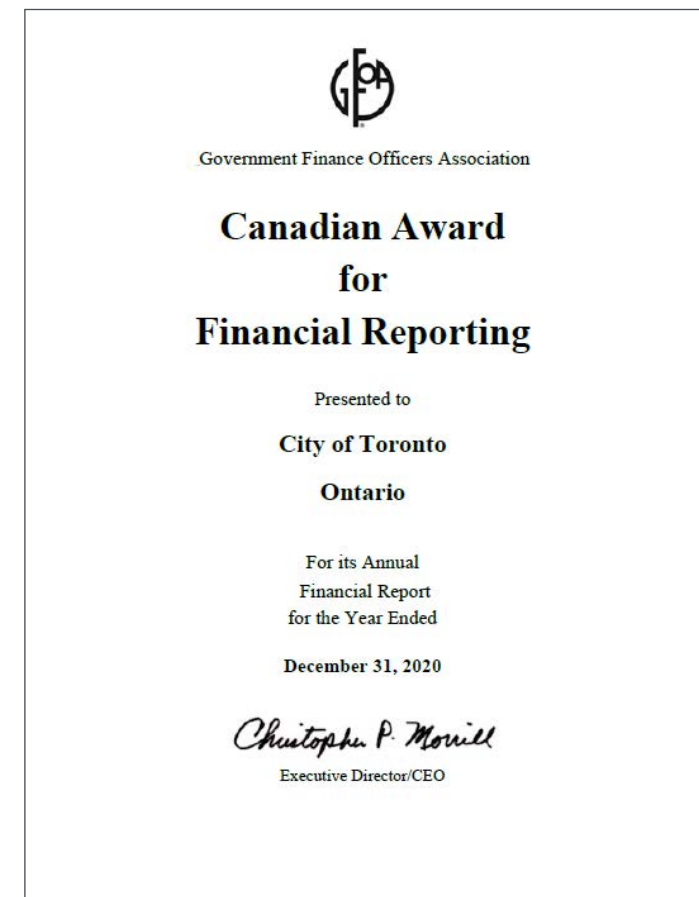 GFOA
Government Finance Officers Association
Canadian Award
for
Financial Reporting
Presented to
City of Toronto
Ontario
For its Annual
Financial Report
for the Year Ended
December 31, 2020
Christopher P. Morrill
Executive Director/CEO